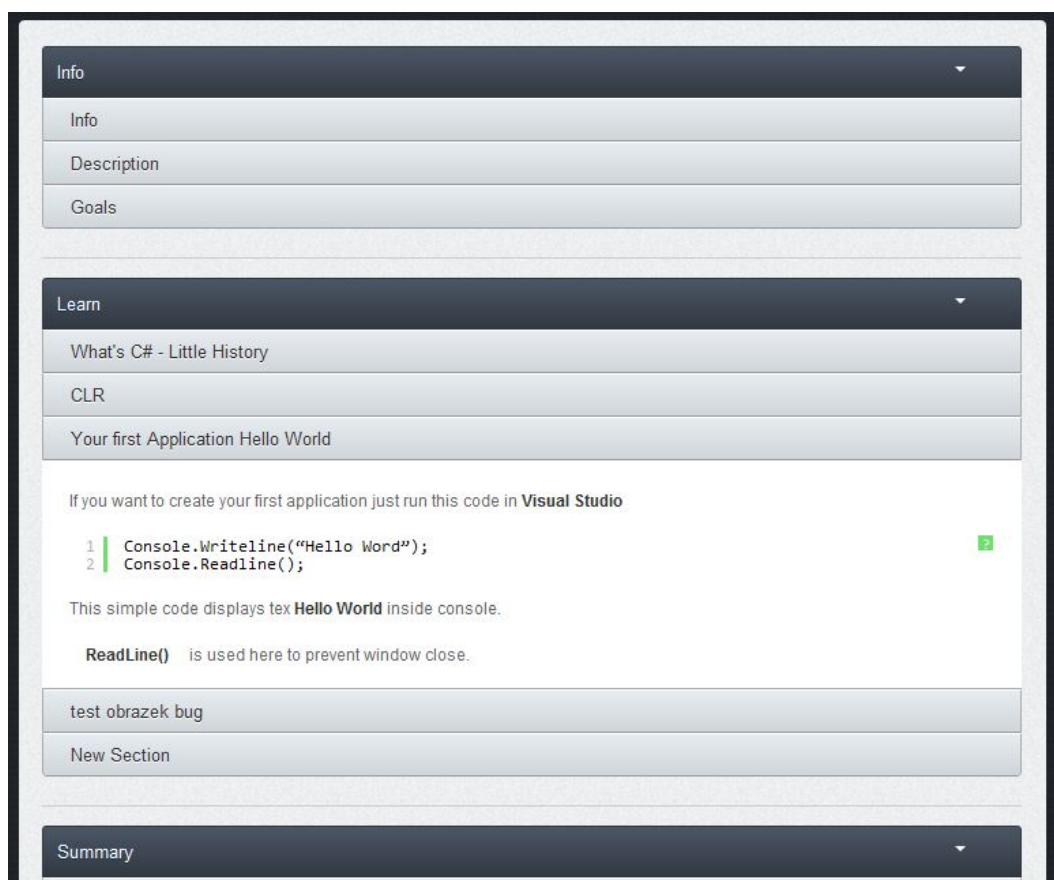 Info
Info
Description
Goals
Learn
What's C# - Little History
CLR
Your first Application Hello World
If you want to create your first application just run this code in Visual Studio
1 Console.Writeline(“Hello Word”);
2 Console.Readline();
?
This simple code displays tex Hello World inside console.
ReadLine() is used here to prevent window close.
test obrazek bug
New Section
Summary